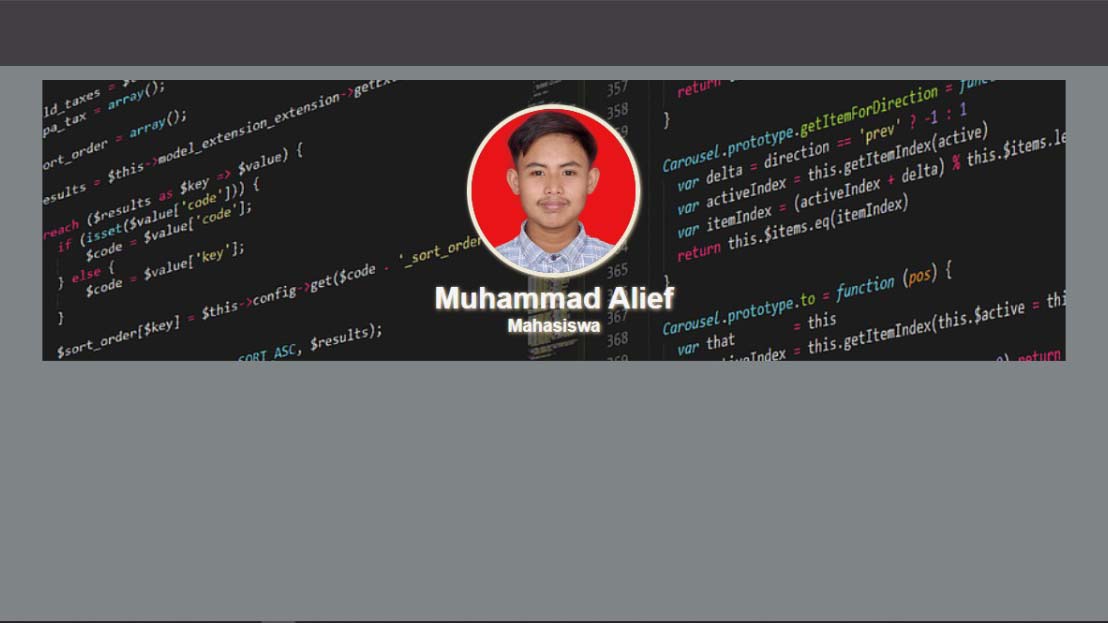 ld_taxes = $
pa_tax = array();
ort_order = array();
esults = $this->model_extension_extension->getEx
reach ($results as $key => $value) {
if (isset($value['code'])) {
$code = $value['code'];
} else {
$code = $value['key'];
}
$sort_order[$key] = $this->config->get($code . '_sort_order
SORT_ASC, $results);
357
358
365
367
368
369
return
}
Carousel.prototype.getItemForDirection = func
var delta = direction == 'prev' ? -1 : 1
var activeIndex = this.getItemIndex(active)
var itemIndex = (activeIndex + delta) % this.$items.le
return this.$items.eq(itemIndex)
}
Carousel.prototype.to = function (pos) {
var that = this
iveIndex = this.getItemIndex(this.$active = thi
return
Muhammad Alief
Mahasiswa